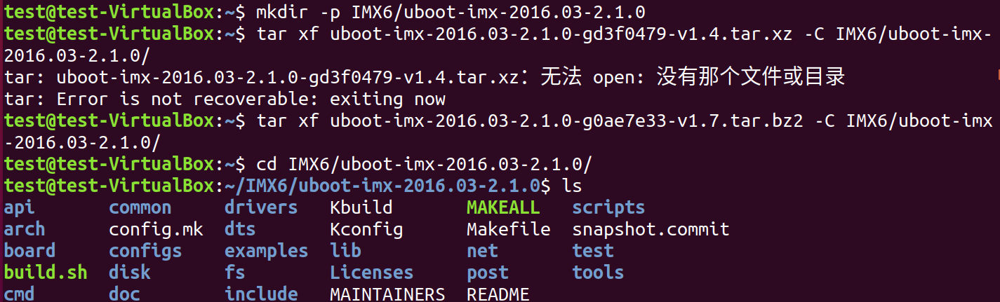 test@test-VirtualBox:~$ mkdir -p IMX6/uboot-imx-2016.03-2.1.0
test@test-VirtualBox:~$ tar xf uboot-imx-2016.03-2.1.0-gd3f0479-v1.4.tar.xz -C IMX6/uboot-imx-
2016.03-2.1.0/
tar: uboot-imx-2016.03-2.1.0-gd3f0479-v1.4.tar.xz：无法 open: 没有那个文件或目录
tar: Error is not recoverable: exiting now
test@test-VirtualBox:~$ tar xf uboot-imx-2016.03-2.1.0-g0ae7e33-v1.7.tar.bz2 -C IMX6/uboot-imx
-2016.03-2.1.0/
test@test-VirtualBox:~$ cd IMX6/uboot-imx-2016.03-2.1.0/
test@test-VirtualBox:~/IMX6/uboot-imx-2016.03-2.1.0$ ls
api       common     drivers   Kbuild       MAKEALL   scripts
arch      config.mk  dts       Kconfig      Makefile  snapshot.commit
board     configs    examples  lib          net       test
build.sh  disk       fs        Licenses     post      tools
cmd       doc        include   MAINTAINERS  README